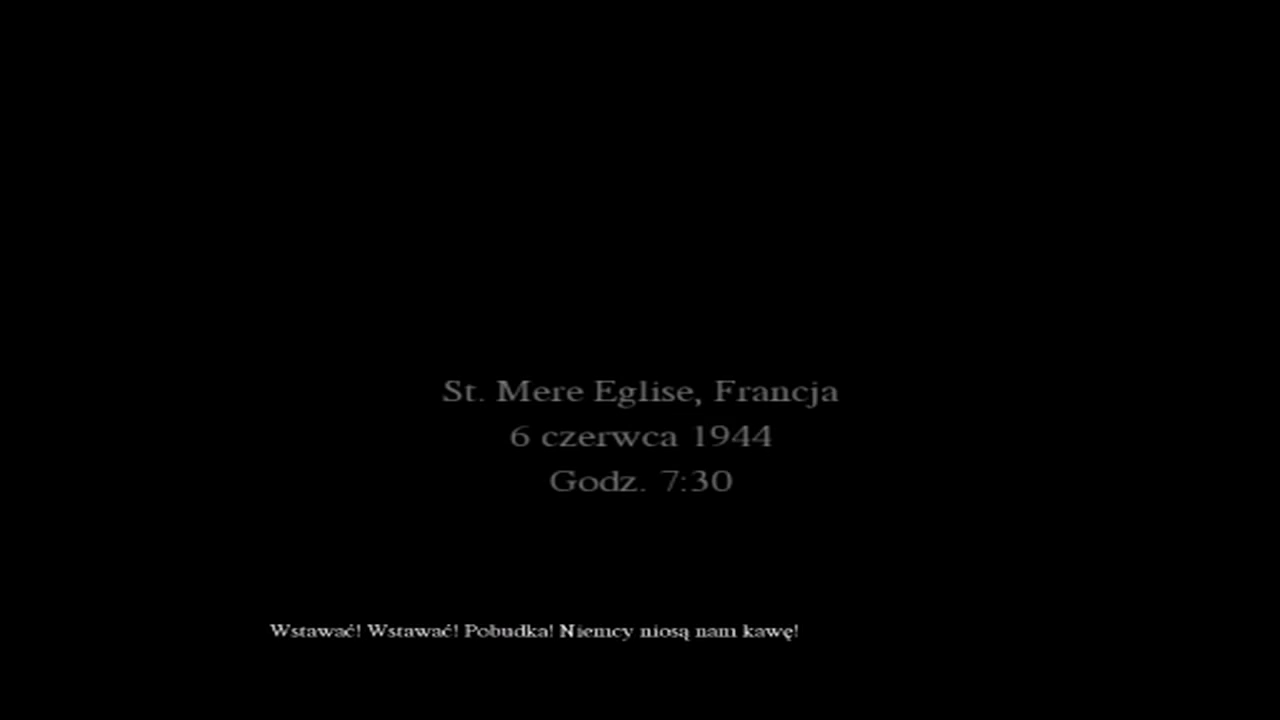 St. Mere Eglise, Francja
6 czerwca 1944
Godz. 7:30
Wstawać! Wstawać! Pobudka! Niemcy niosą nam kawę!